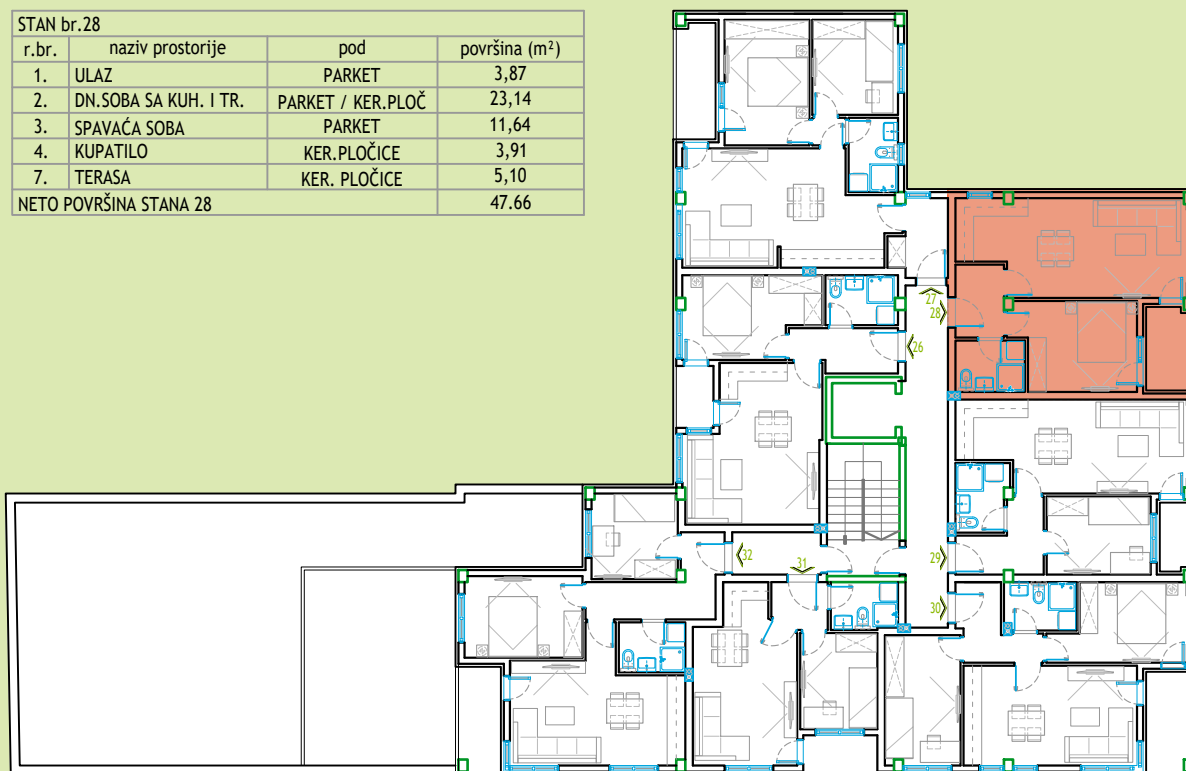 STAN br.28
r.br. naziv prostorije pod površina (m²)
1. ULAZ PARKET 3,87
2. DN.SOBA SA KUH. I TR. PARKET / KER.PLOČ 23,14
3. SPAVAĆA SOBA PARKET 11,64
4. KUPATILO KER.PLOČICE 3,91
7. TERASA KER. PLOČICE 5,10
NETO POVRŠINA STANA 28 47.66
27
28
26
32
31
29
30